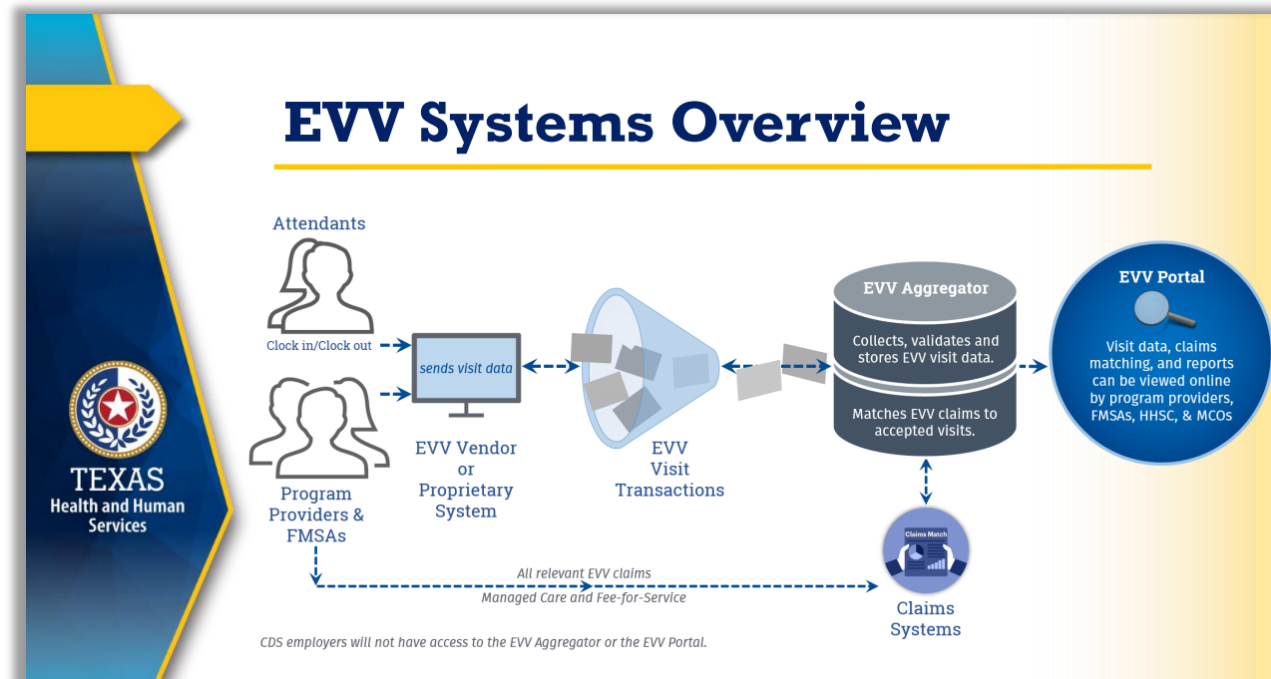 EVV Systems Overview
Attendants
Clock in/Clock out
sends visit data
EVV Vendor
or
Proprietary
System
Program
Providers &
FMSAs
EVV
Visit
Transactions
EVV Aggregator
Collects, validates and
stores EVV visit data.
Matches EVV claims to
accepted visits.
EVV Portal
Visit data, claims
matching, and reports
can be viewed online
by program providers,
FMSAs, HHSC, & MCOs
Claims Match
Claims
Systems
All relevant EVV claims
Managed Care and Fee-for-Service
CDS employers will not have access to the EVV Aggregator or the EVV Portal.
TEXAS
Health and Human
Services